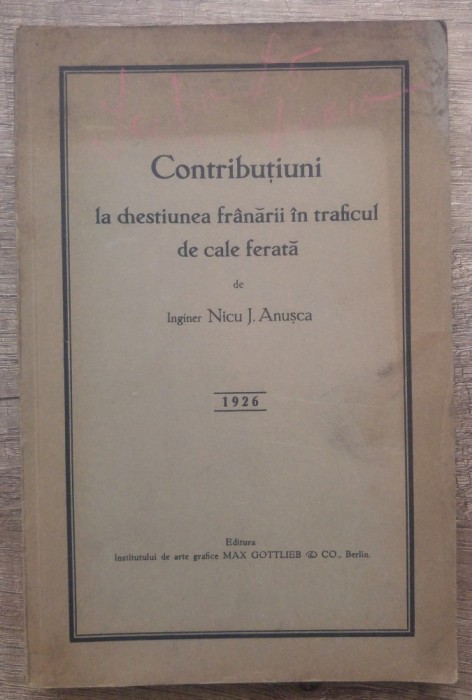 Contribuțiuni
la chestiunea frânării în traficul
de cale ferată
de
Inginer Nicu J. Anușca
1926
Editura
Institutului de arte grafice MAX GOTTLIEB & CO., Berlin.